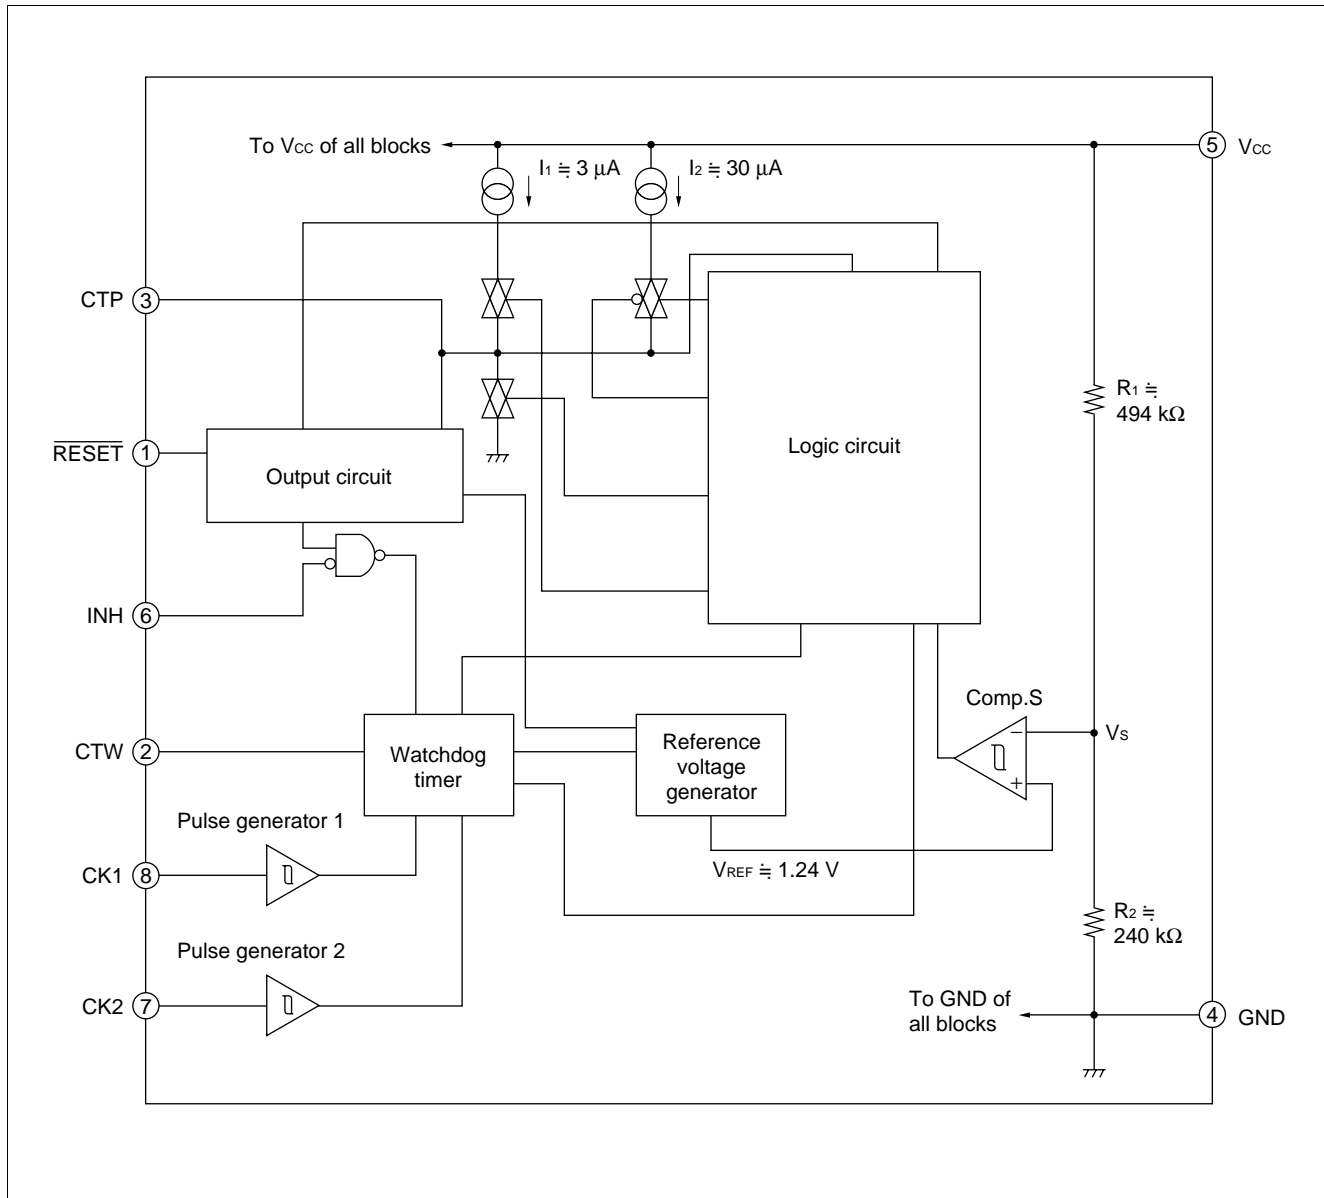 To VCC of all blocks
I1 ≒ 3 μA
I2 ≒ 30 μA
5
VCC
CTP
3
R1 ≒
494 kΩ
RESET
1
Output circuit
Logic circuit
INH
6
Comp.S
−
VS
CTW
2
Watchdog
timer
Reference
voltage
generator
+
Pulse generator 1
CK1
8
VREF ≒ 1.24 V
R2 ≒
240 kΩ
Pulse generator 2
CK2
7
To GND of
all blocks
4
GND